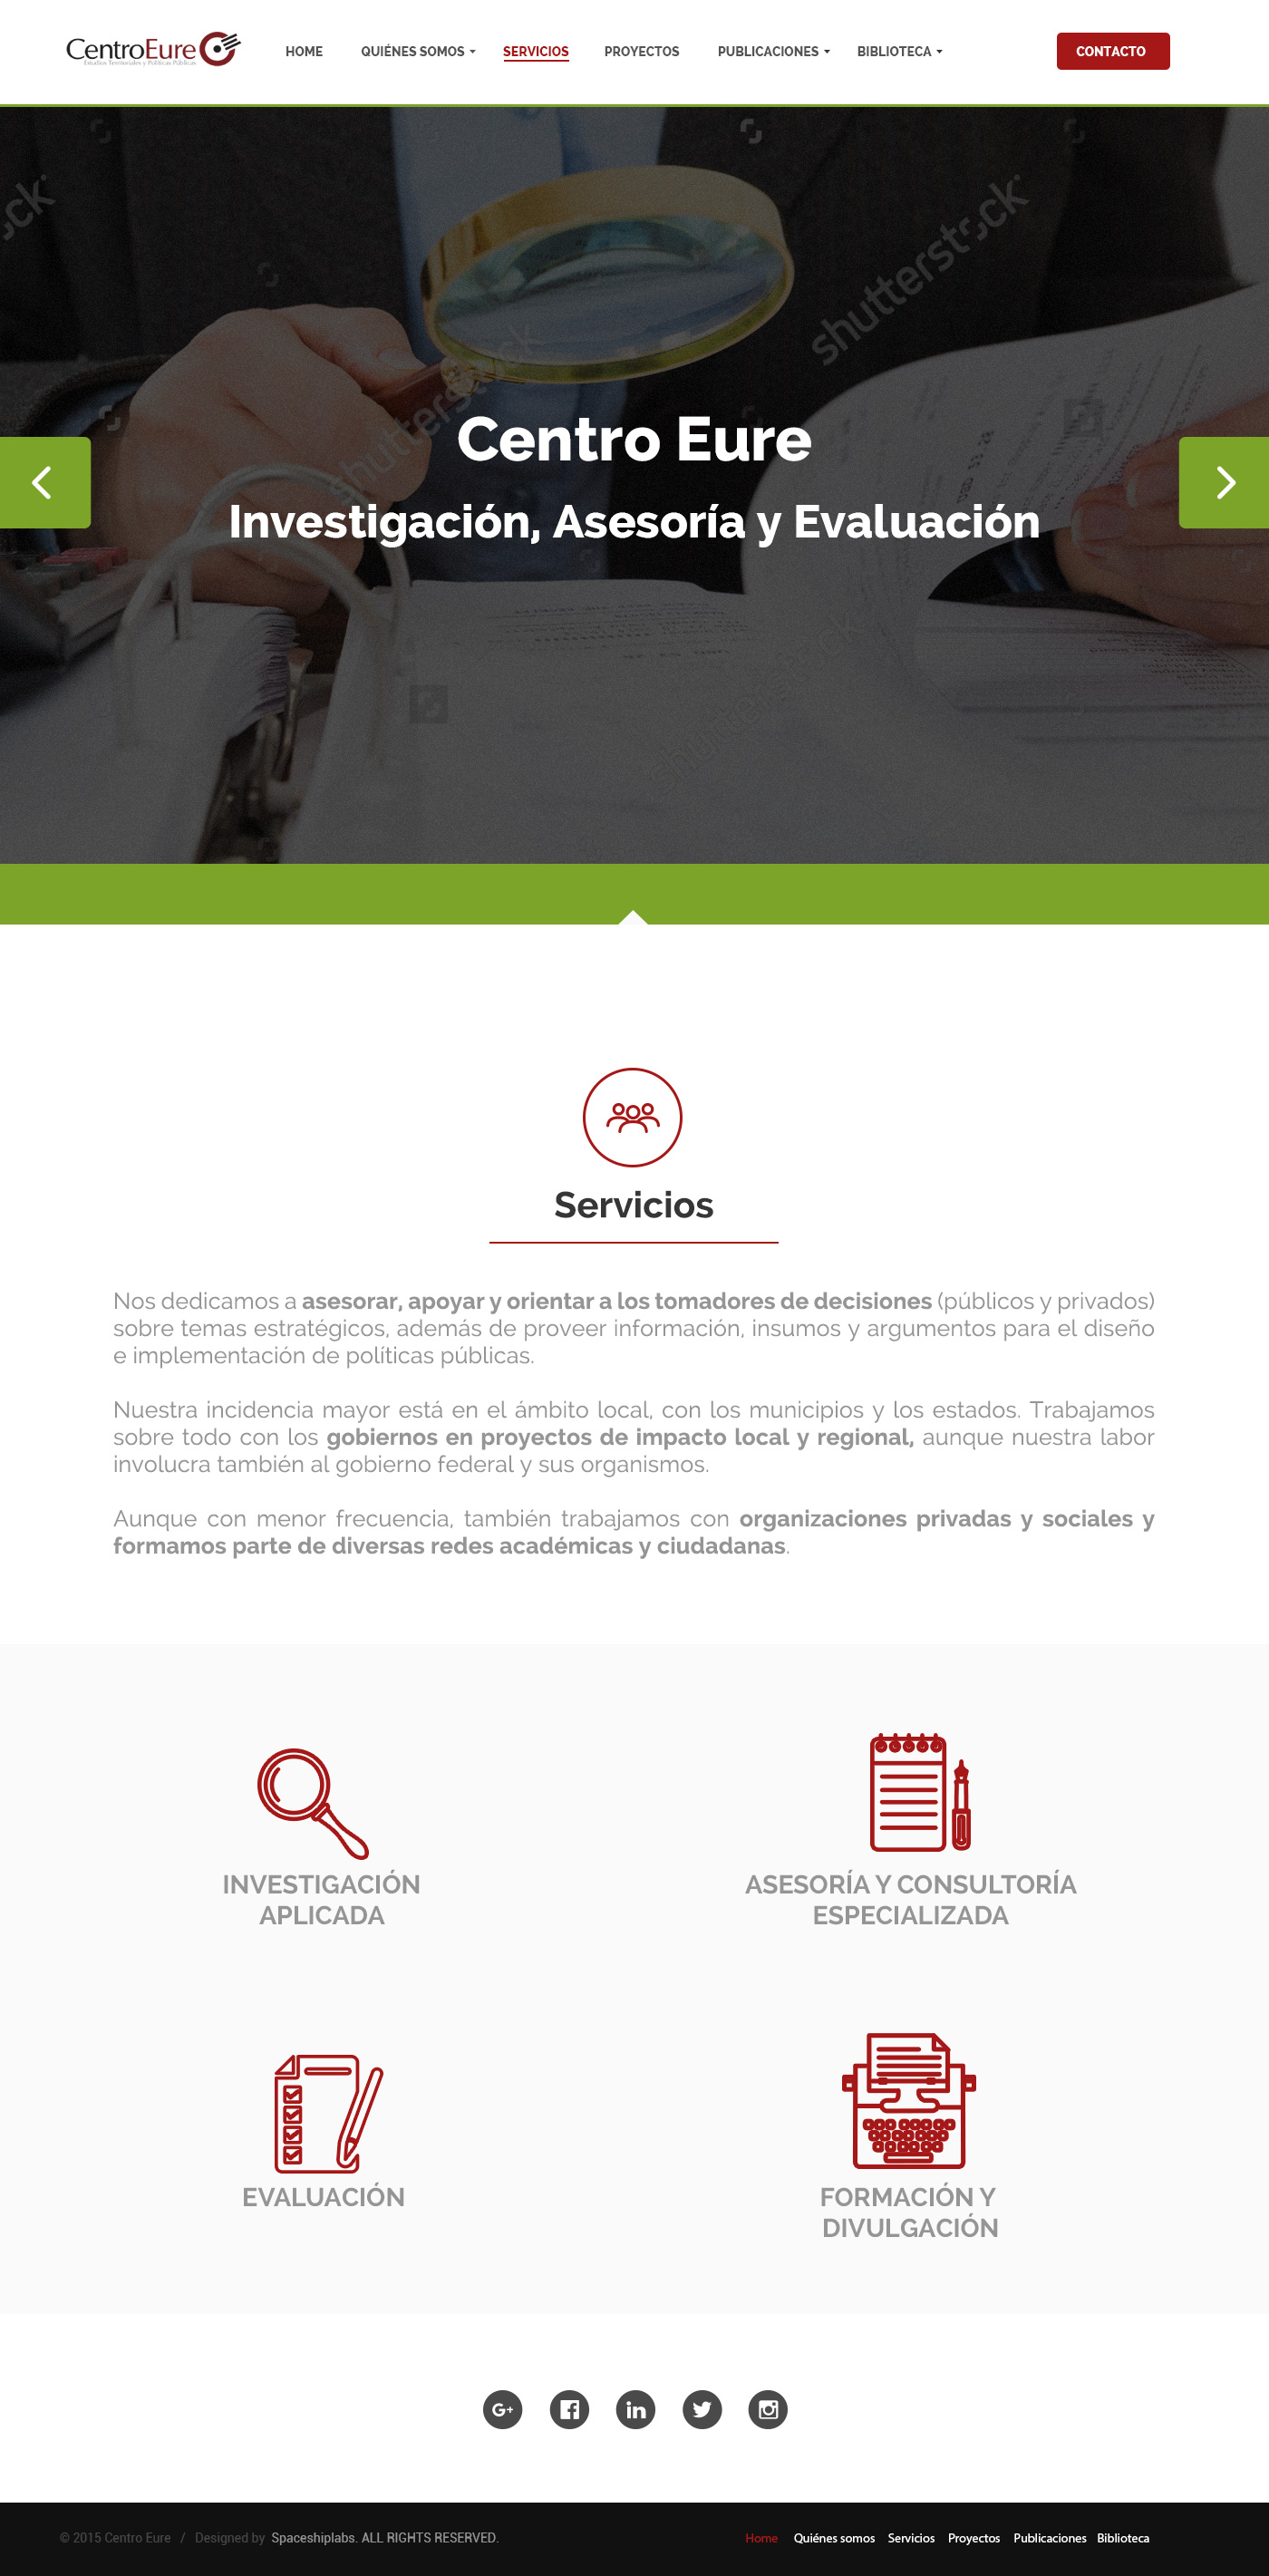 CentroEure
Estudios Territoriales y Políticas Públicas
HOME QUIÉNES SOMOS SERVICIOS PROYECTOS PUBLICACIONES BIBLIOTECA CONTACTO
shutterstock
shutterstock
shutterstock
Centro Eure
Investigación, Asesoría y Evaluación
Servicios
Nos dedicamos a asesorar, apoyar y orientar a los tomadores de decisiones (públicos y privados)
sobre temas estratégicos, además de proveer información, insumos y argumentos para el diseño
e implementación de políticas públicas.
Nuestra incidencia mayor está en el ámbito local, con los municipios y los estados. Trabajamos
sobre todo con los gobiernos en proyectos de impacto local y regional, aunque nuestra labor
involucra también al gobierno federal y sus organismos.
Aunque con menor frecuencia, también trabajamos con organizaciones privadas y sociales y
formamos parte de diversas redes académicas y ciudadanas.
INVESTIGACIÓN
APLICADA
ASESORÍA Y CONSULTORÍA
ESPECIALIZADA
EVALUACIÓN
FORMACIÓN Y
DIVULGACIÓN
© 2015 Centro Eure / Designed by Spaceshiplabs. ALL RIGHTS RESERVED.
Home Quiénes somos Servicios Proyectos Publicaciones Biblioteca